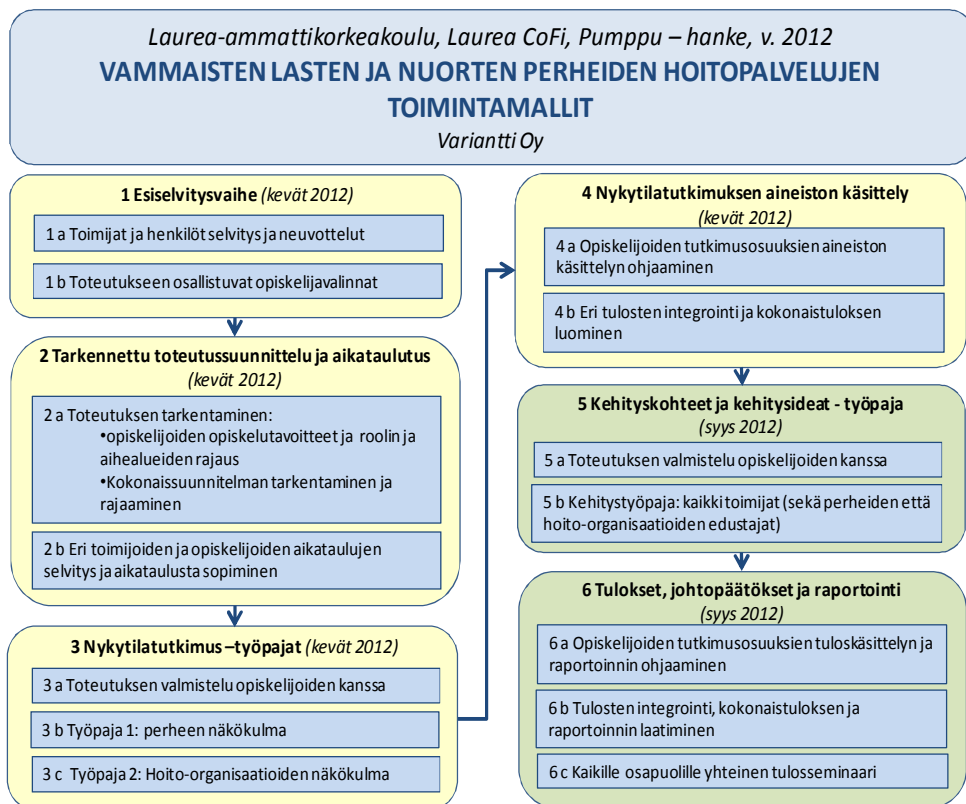 Laurea-ammattikorkeakoulu, Laurea CoFi, Pumppu – hanke, v. 2012
VAMMAISTEN LASTEN JA NUORTEN PERHEIDEN HOITOPALVELUJEN
TOIMINTAMALLIT
Variantti Oy
1 Esiselvitysvaihe (kevät 2012)
1 a Toimijat ja henkilöt selvitys ja neuvottelut
1 b Toteutukseen osallistuvat opiskelijavalinnat
2 Tarkennettu toteutussuunnittelu ja aikataulutus
(kevät 2012)
2 a Toteutuksen tarkentaminen:
•opiskelijoiden opiskelutavoitteet ja roolin ja
aihealueiden rajaus
•Kokonaissuunnitelman tarkentaminen ja
rajaaminen
2 b Eri toimijoiden ja opiskelijoiden aikataulujen
selvitys ja aikataulusta sopiminen
3 Nykytilatutkimus –työpajat (kevät 2012)
3 a Toteutuksen valmistelu opiskelijoiden kanssa
3 b Työpaja 1: perheen näkökulma
3 c Työpaja 2: Hoito-organisaatioiden näkökulma
4 Nykytilatutkimuksen aineiston käsittely
(kevät 2012)
4 a Opiskelijoiden tutkimusosuuksien aineiston
käsittelyn ohjaaminen
4 b Eri tulosten integrointi ja kokonaistuloksen
luominen
5 Kehityskohteet ja kehitysideat - työpaja
(syys 2012)
5 a Toteutuksen valmistelu opiskelijoiden kanssa
5 b Kehitystyöpaja: kaikki toimijat (sekä perheiden että
hoito-organisaatioiden edustajat)
6 Tulokset, johtopäätökset ja raportointi
(syys 2012)
6 a Opiskelijoiden tutkimusosuuksien tuloskäsittelyn ja
raportoinnin ohjaaminen
6 b Tulosten integrointi, kokonaistuloksen ja
raportoinnin laatiminen
6 c Kaikille osapuolille yhteinen tulosseminaari